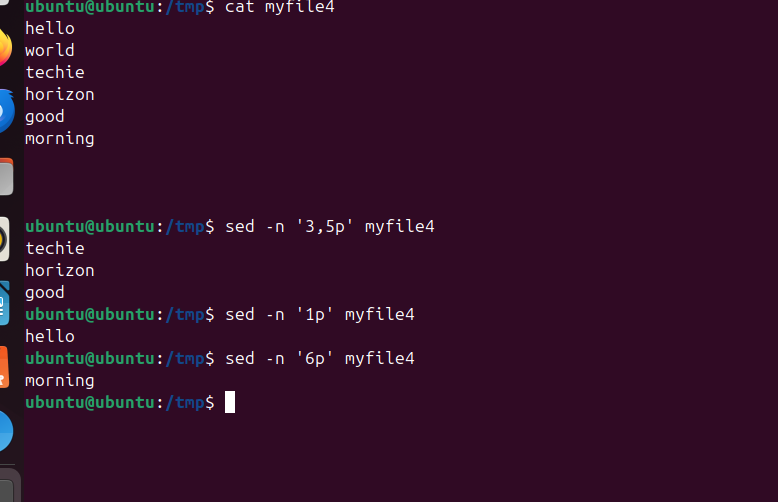 ubuntu@ubuntu:/tmp$ cat myfile4
hello
world
techie
horizon
good
morning
ubuntu@ubuntu:/tmp$ sed -n '3,5p' myfile4
techie
horizon
good
ubuntu@ubuntu:/tmp$ sed -n '1p' myfile4
hello
ubuntu@ubuntu:/tmp$ sed -n '6p' myfile4
morning
ubuntu@ubuntu:/tmp$